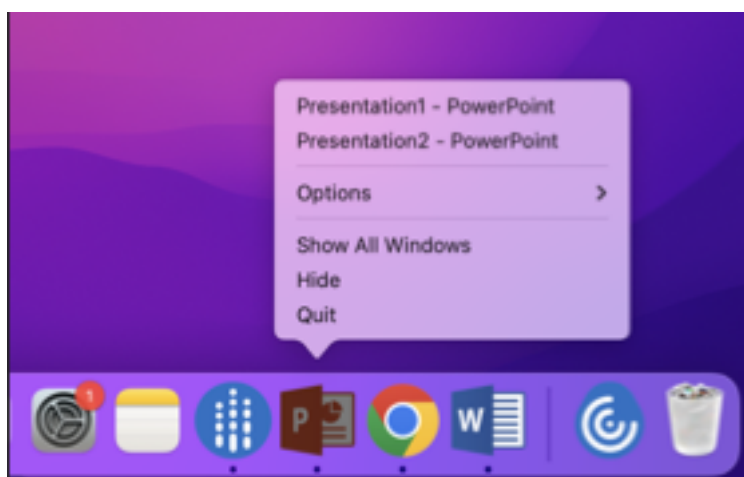 Presentation1 - PowerPoint
Presentation2 - PowerPoint
Options
Show All Windows
Hide
Quit
1
P
W